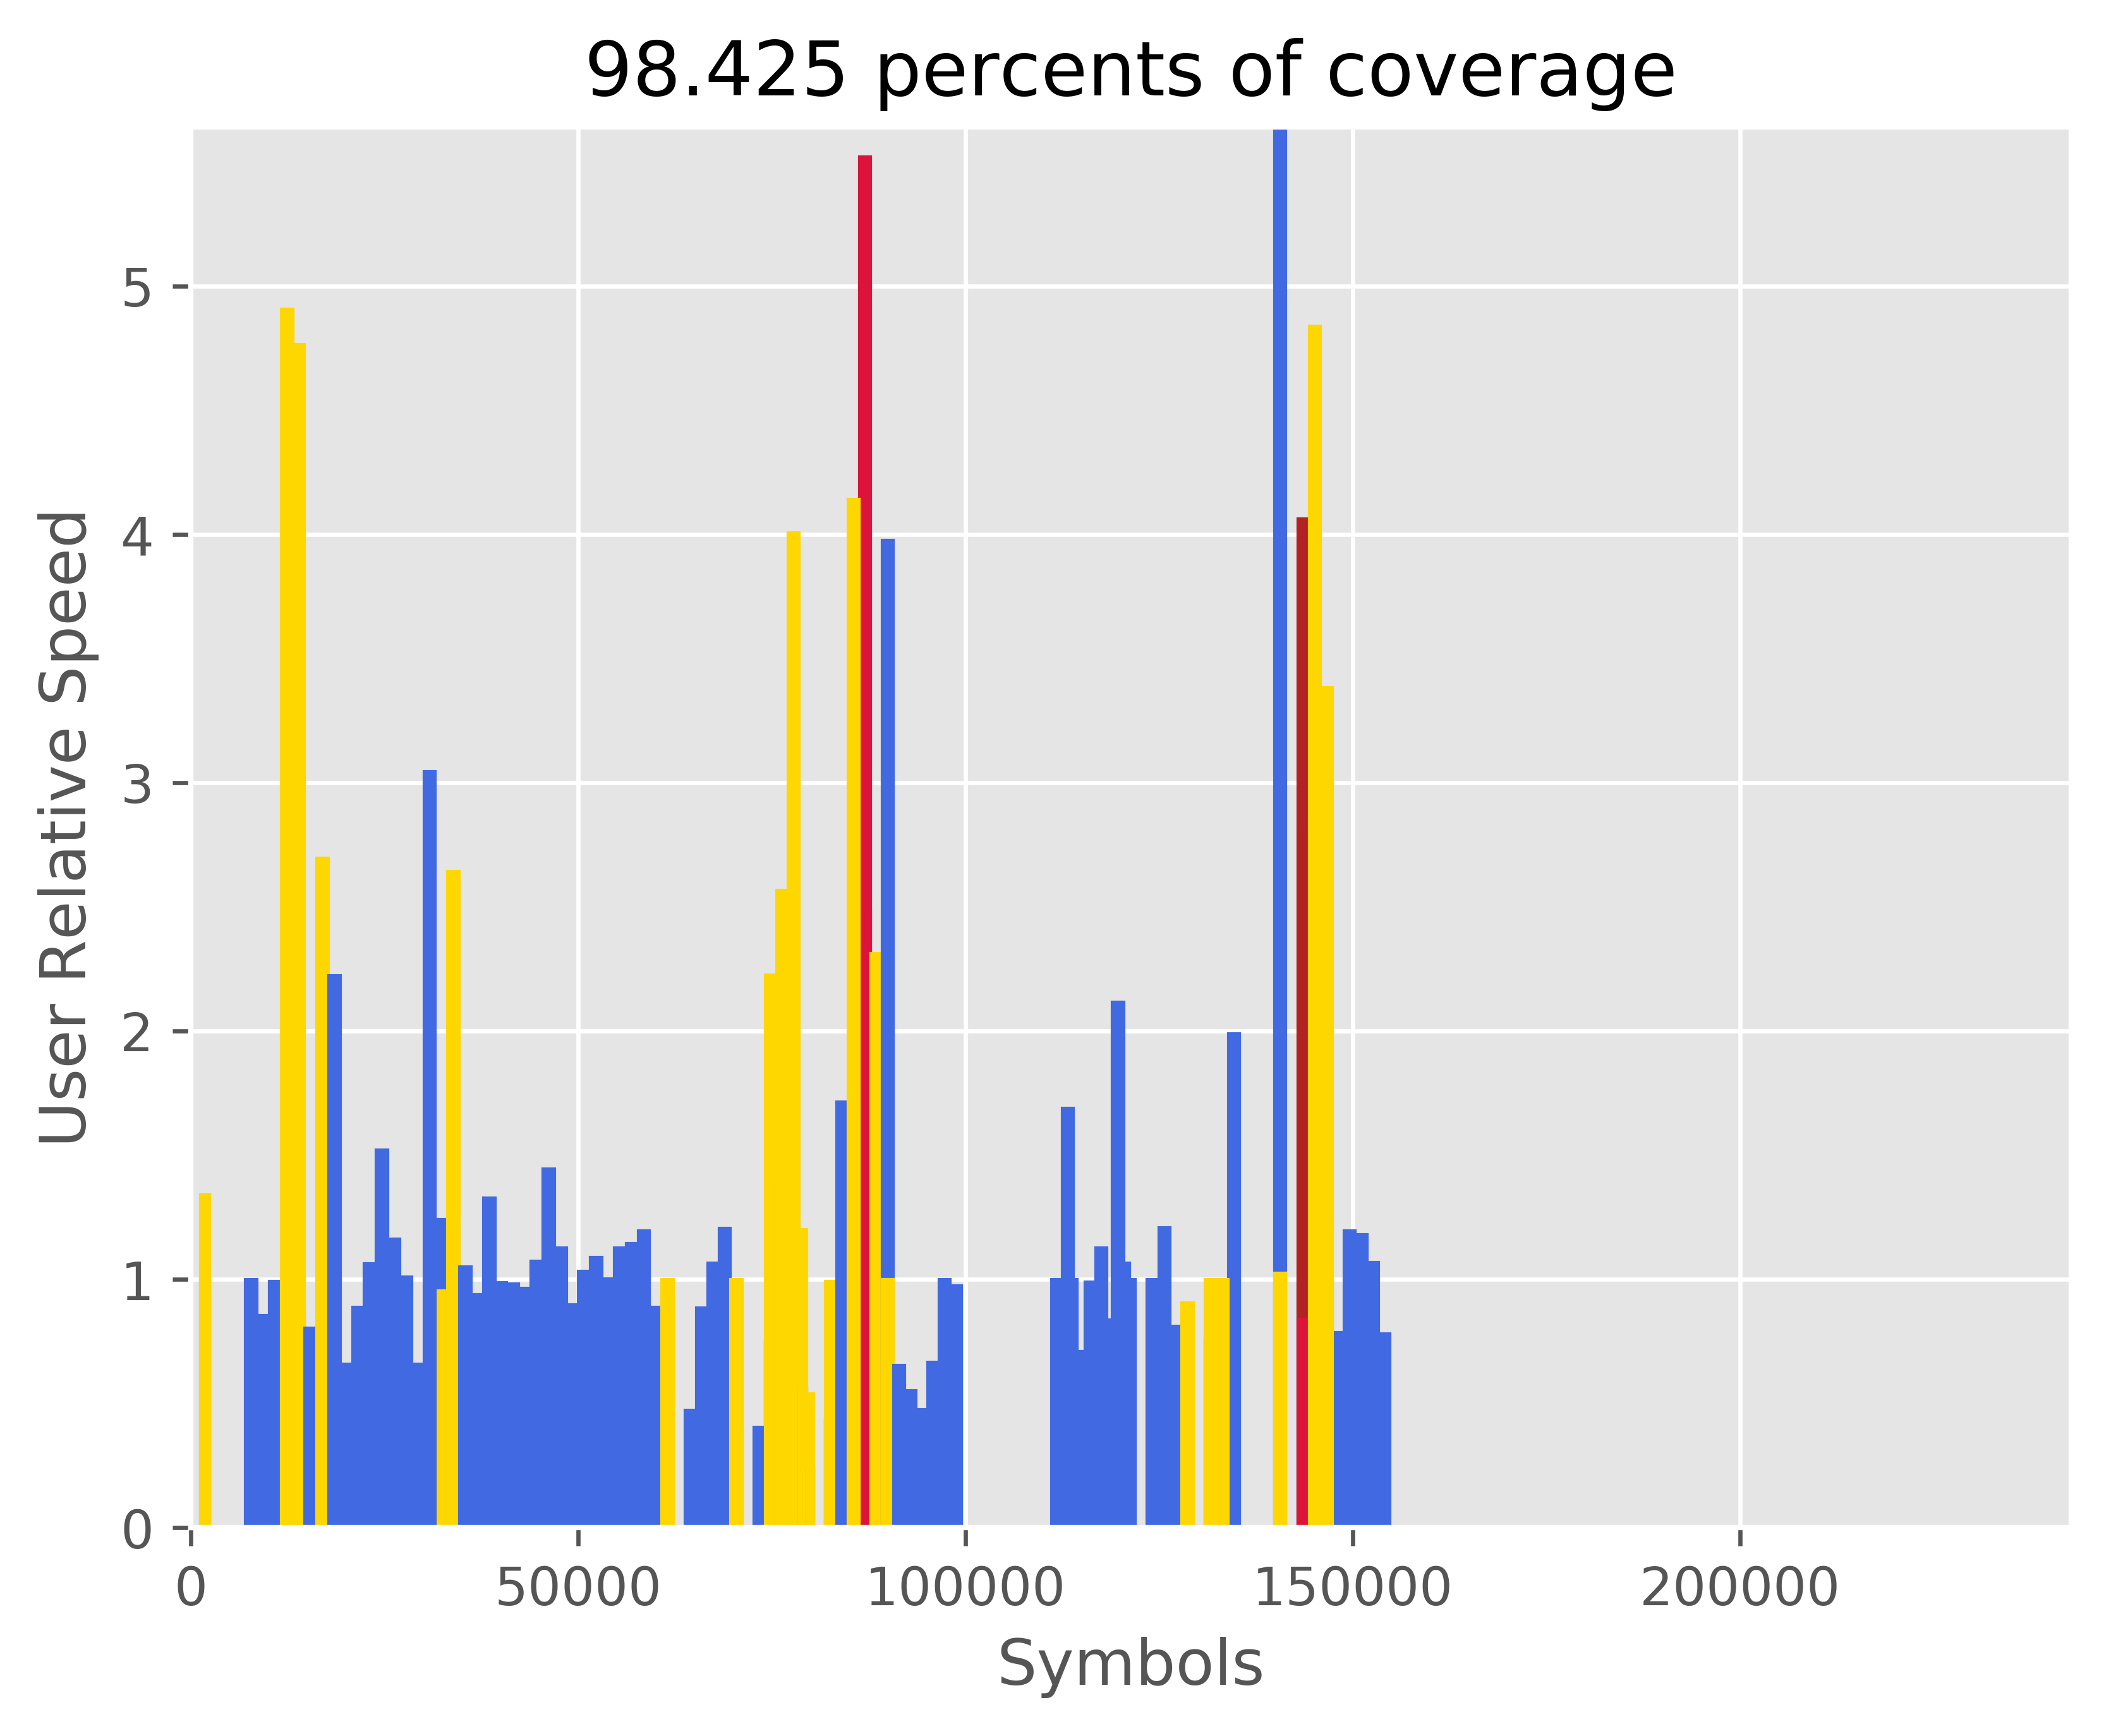 98.425 percents of coverage
User Relative Speed
5
4
3
2
1
0
0 50000 100000 150000 200000
Symbols